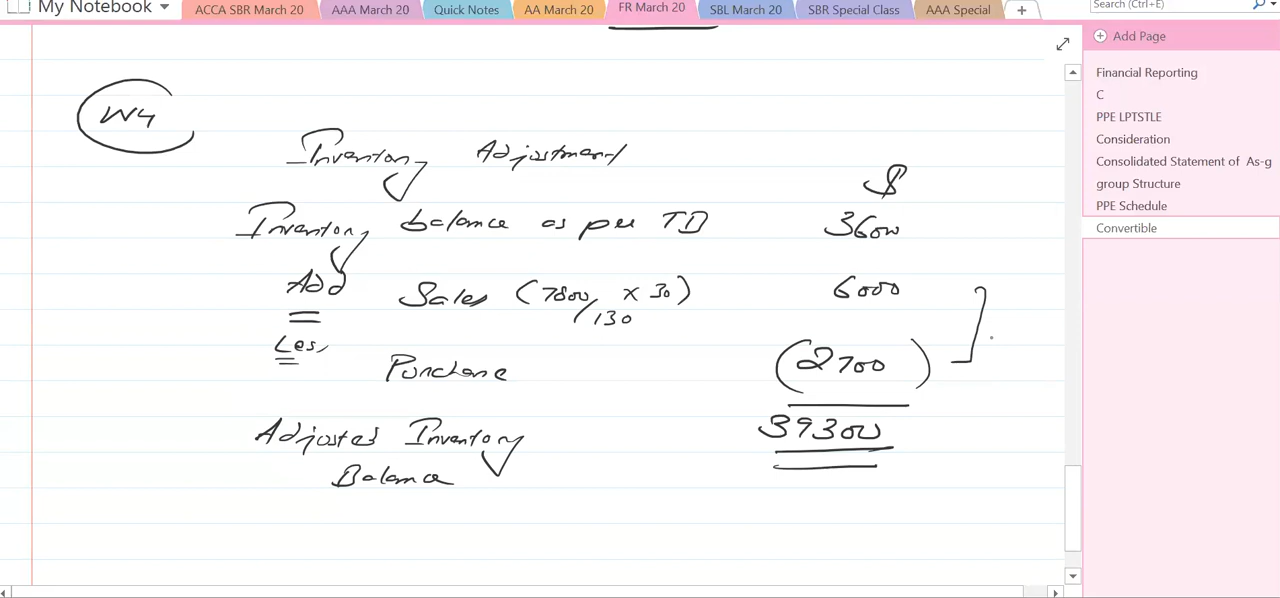 My Notebook
ACCA SBR March 20
AAA March 20
Quick Notes
AA March 20
FR March 20
SBL March 20
SBR Special Class
AAA Special
Search (Ctrl+E)
Add Page
Financial Reporting
C
PPE LPTSTLE
Consideration
Consolidated Statement of As-g
group Structure
PPE Schedule
Convertible
W4
Inventory Adjustment
$
Inventory balance as per TD 36000
Add Sales (7800/130 x 30) 6000
Less,
Purchase (2700)
Adjusted Inventory 39300
Balance